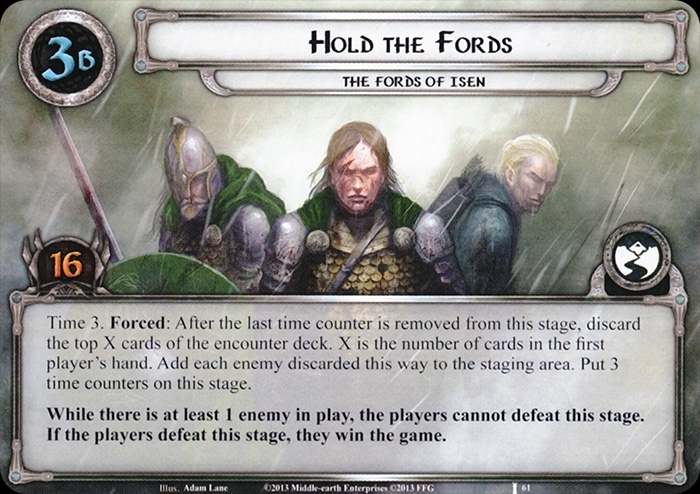 3B
HOLD THE FORDS
THE FORDS OF ISEN
16
Time 3. Forced: After the last time counter is removed from this stage, discard
the top X cards of the encounter deck. X is the number of cards in the first
player's hand. Add each enemy discarded this way to the staging area. Put 3
time counters on this stage.
While there is at least 1 enemy in play, the players cannot defeat this stage.
If the players defeat this stage, they win the game.
Illus. Adam Lane ©2013 Middle-earth Enterprises ©2013 FFG 61